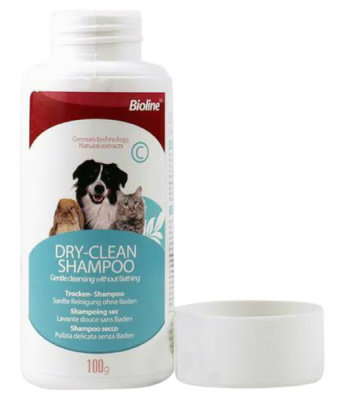 Bioline
German technology
Natural extracts
C
DRY-CLEAN
SHAMPOO
Gentle cleansing without Bathing
Trocken- Shampoo
Sanfte Reinigung ohne Baden
Shampoing sec
Lavante douce sans Baden
Shampoo secco
Pulizia delicata senza Baden
100g